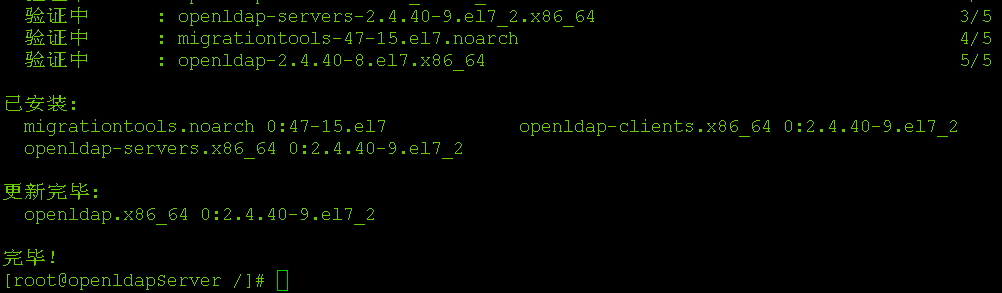 验证中 : openldap-servers-2.4.40-9.el7_2.x86_64 3/5
验证中 : migrationtools-47-15.el7.noarch 4/5
验证中 : openldap-2.4.40-8.el7.x86_64 5/5
已安装:
migrationtools.noarch 0:47-15.el7 openldap-clients.x86_64 0:2.4.40-9.el7_2
openldap-servers.x86_64 0:2.4.40-9.el7_2
更新完毕:
openldap.x86_64 0:2.4.40-9.el7_2
完毕!
[root@openldapServer /]#